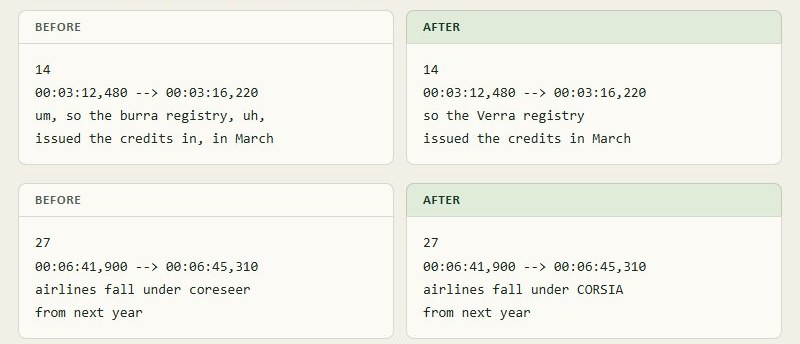 BEFORE
14
00:03:12,480 --> 00:03:16,220
um, so the burra registry, uh,
issued the credits in, in March
AFTER
14
00:03:12,480 --> 00:03:16,220
so the Verra registry
issued the credits in March
BEFORE
27
00:06:41,900 --> 00:06:45,310
airlines fall under coreseer
from next year
AFTER
27
00:06:41,900 --> 00:06:45,310
airlines fall under CORSIA
from next year